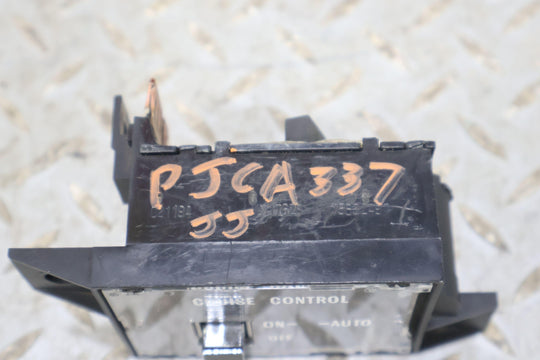 PJCA337
JJ
CRUISE CONTROL
ON— —AUTO
OFF